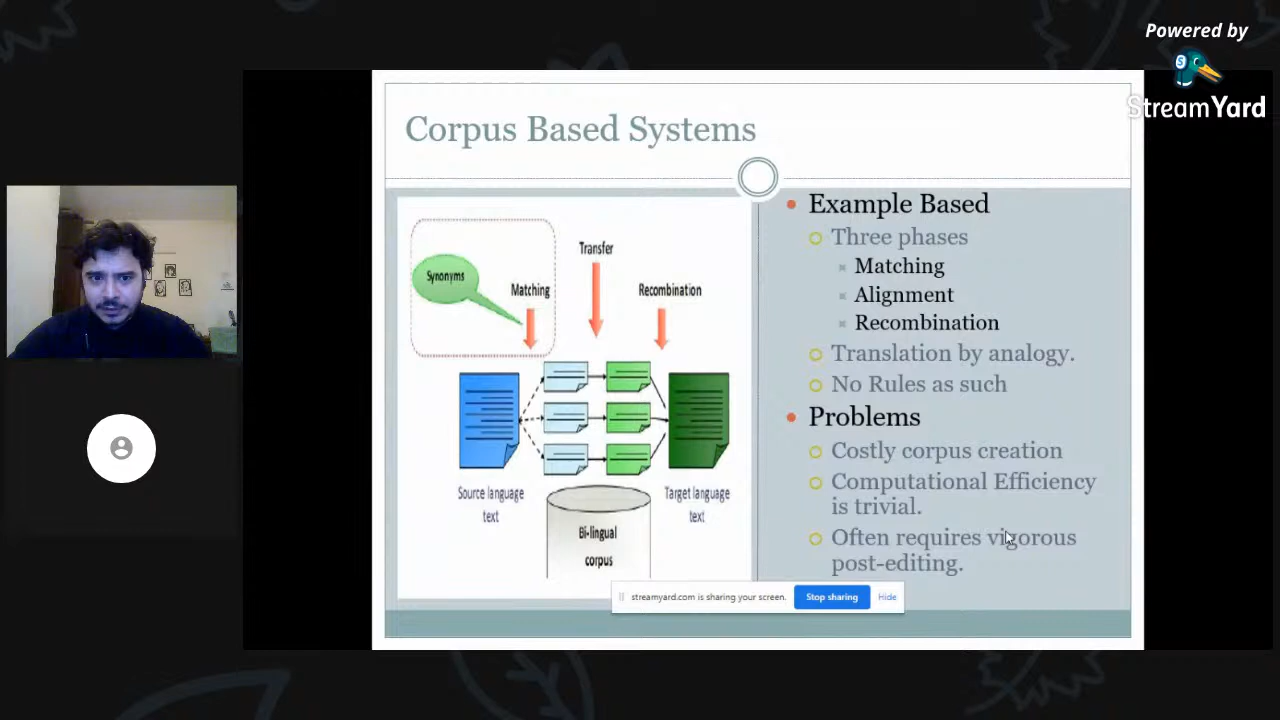 Powered by
StreamYard
Corpus Based Systems
Synonyms
Matching
Transfer
Recombination
Source language
text
Bi-lingual
corpus
Target language
text
Example Based
Three phases
Matching
Alignment
Recombination
Translation by analogy.
No Rules as such
Problems
Costly corpus creation
Computational Efficiency
is trivial.
Often requires vigorous
post-editing.
streamyard.com is sharing your screen.
Stop sharing
Hide